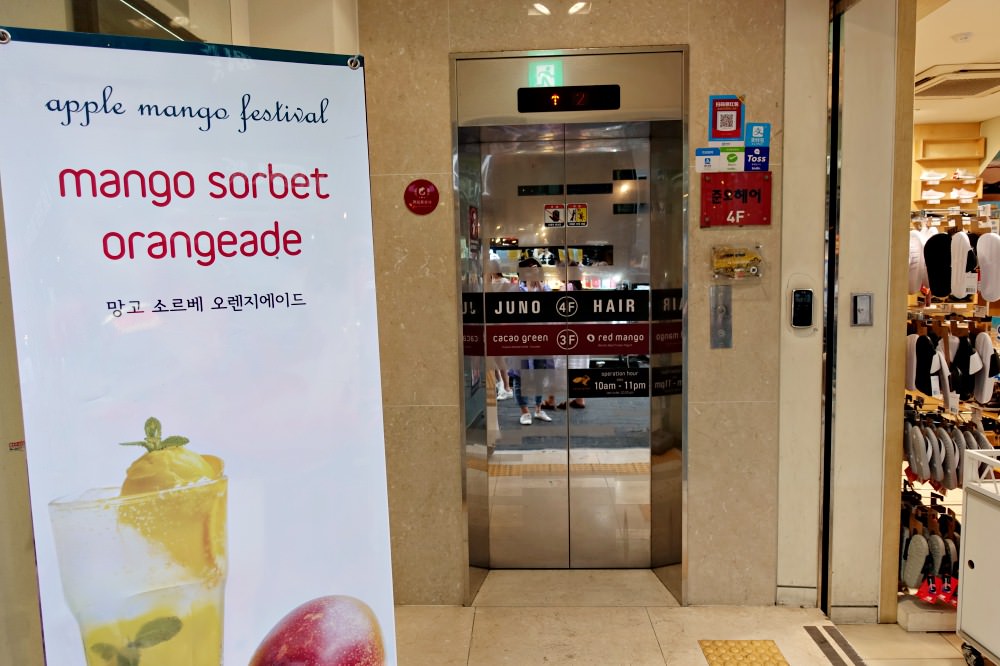 apple mango festival
mango sorbet
orangeade
망고 소르베 오렌지에이드
2
Toss
준오헤어
4F
JUNO 4F HAIR
cacao green 3F red mango
operation hour
10am - 11pm